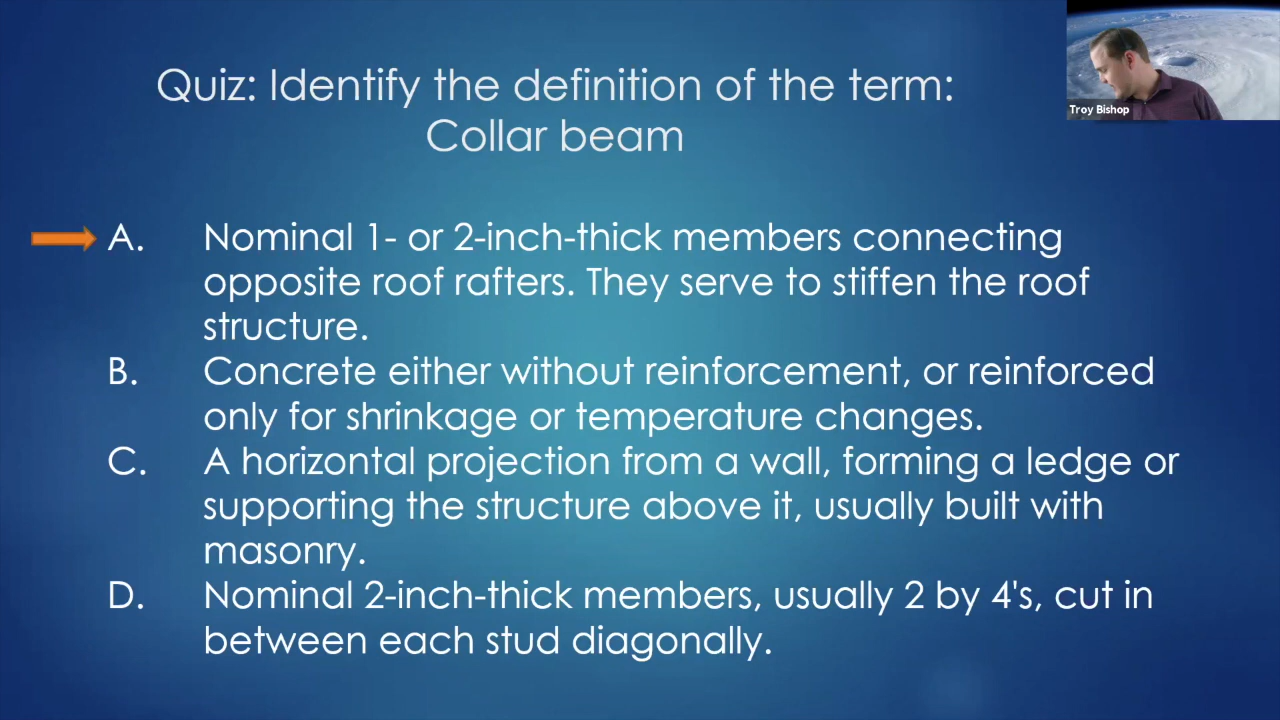 Quiz: Identify the definition of the term:
Collar beam
Troy Bishop
A. Nominal 1- or 2-inch-thick members connecting
opposite roof rafters. They serve to stiffen the roof
structure.
B. Concrete either without reinforcement, or reinforced
only for shrinkage or temperature changes.
C. A horizontal projection from a wall, forming a ledge or
supporting the structure above it, usually built with
masonry.
D. Nominal 2-inch-thick members, usually 2 by 4's, cut in
between each stud diagonally.